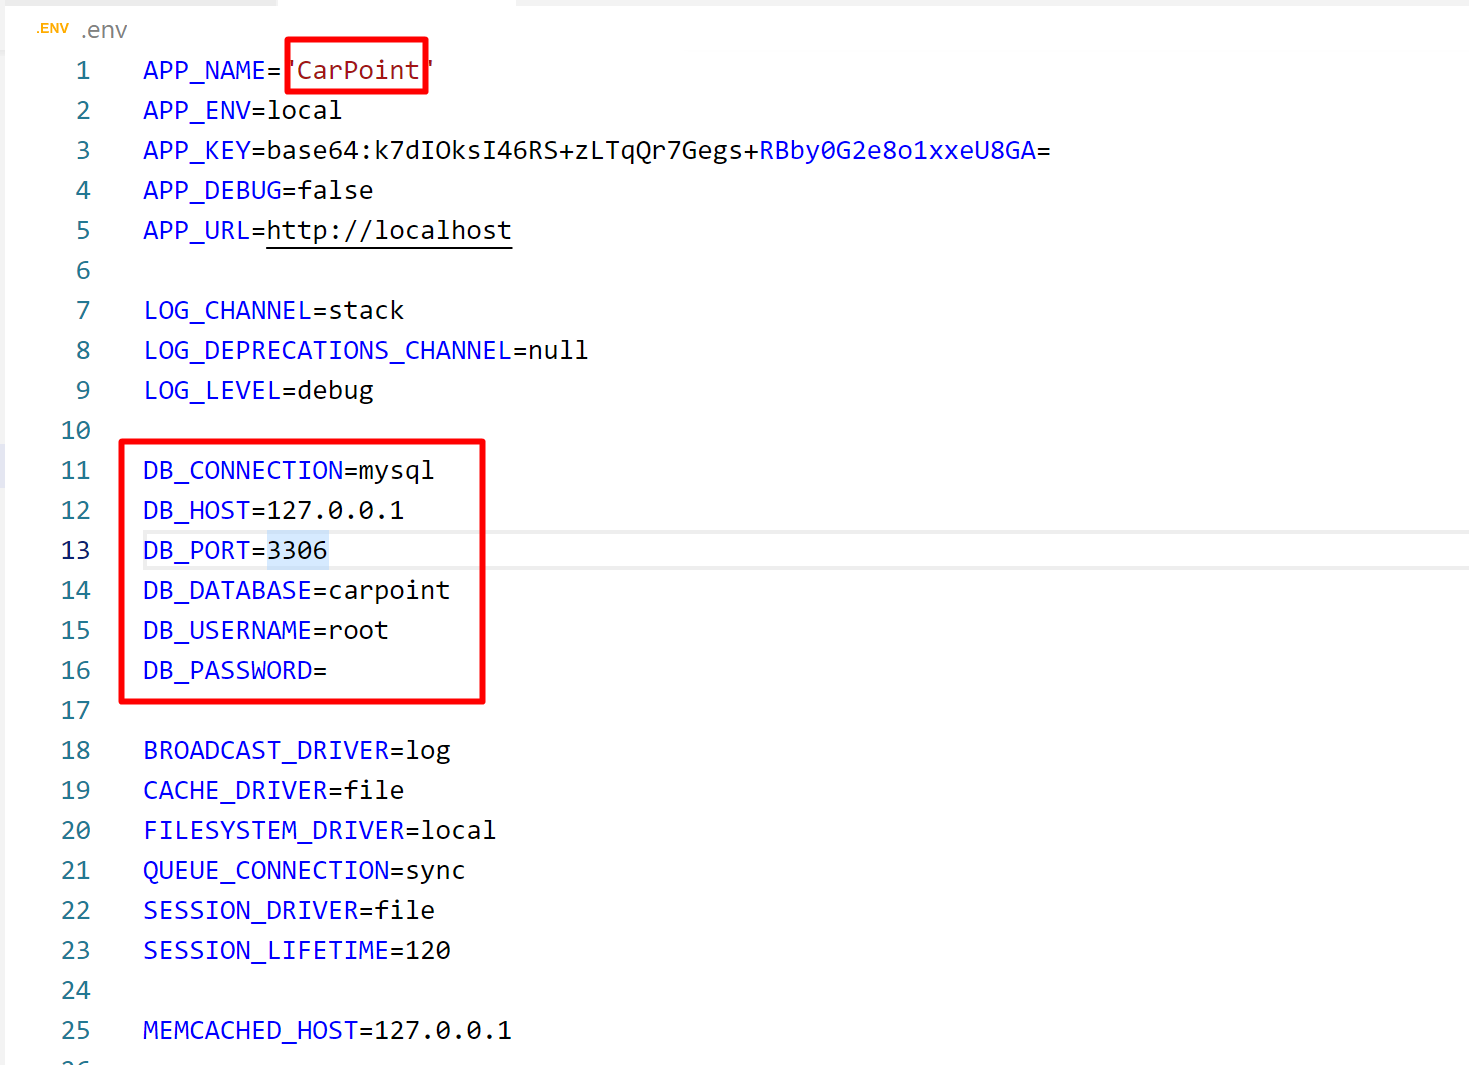 .ENV .env
1 APP_NAME='CarPoint'
2 APP_ENV=local
3 APP_KEY=base64:k7dIOksI46RS+zLTqQr7Gegs+RBby0G2e8o1xxeU8GA=
4 APP_DEBUG=false
5 APP_URL=http://localhost
6
7 LOG_CHANNEL=stack
8 LOG_DEPRECATIONS_CHANNEL=null
9 LOG_LEVEL=debug
10
11 DB_CONNECTION=mysql
12 DB_HOST=127.0.0.1
13 DB_PORT=3306
14 DB_DATABASE=carpoint
15 DB_USERNAME=root
16 DB_PASSWORD=
17
18 BROADCAST_DRIVER=log
19 CACHE_DRIVER=file
20 FILESYSTEM_DRIVER=local
21 QUEUE_CONNECTION=sync
22 SESSION_DRIVER=file
23 SESSION_LIFETIME=120
24
25 MEMCACHED_HOST=127.0.0.1